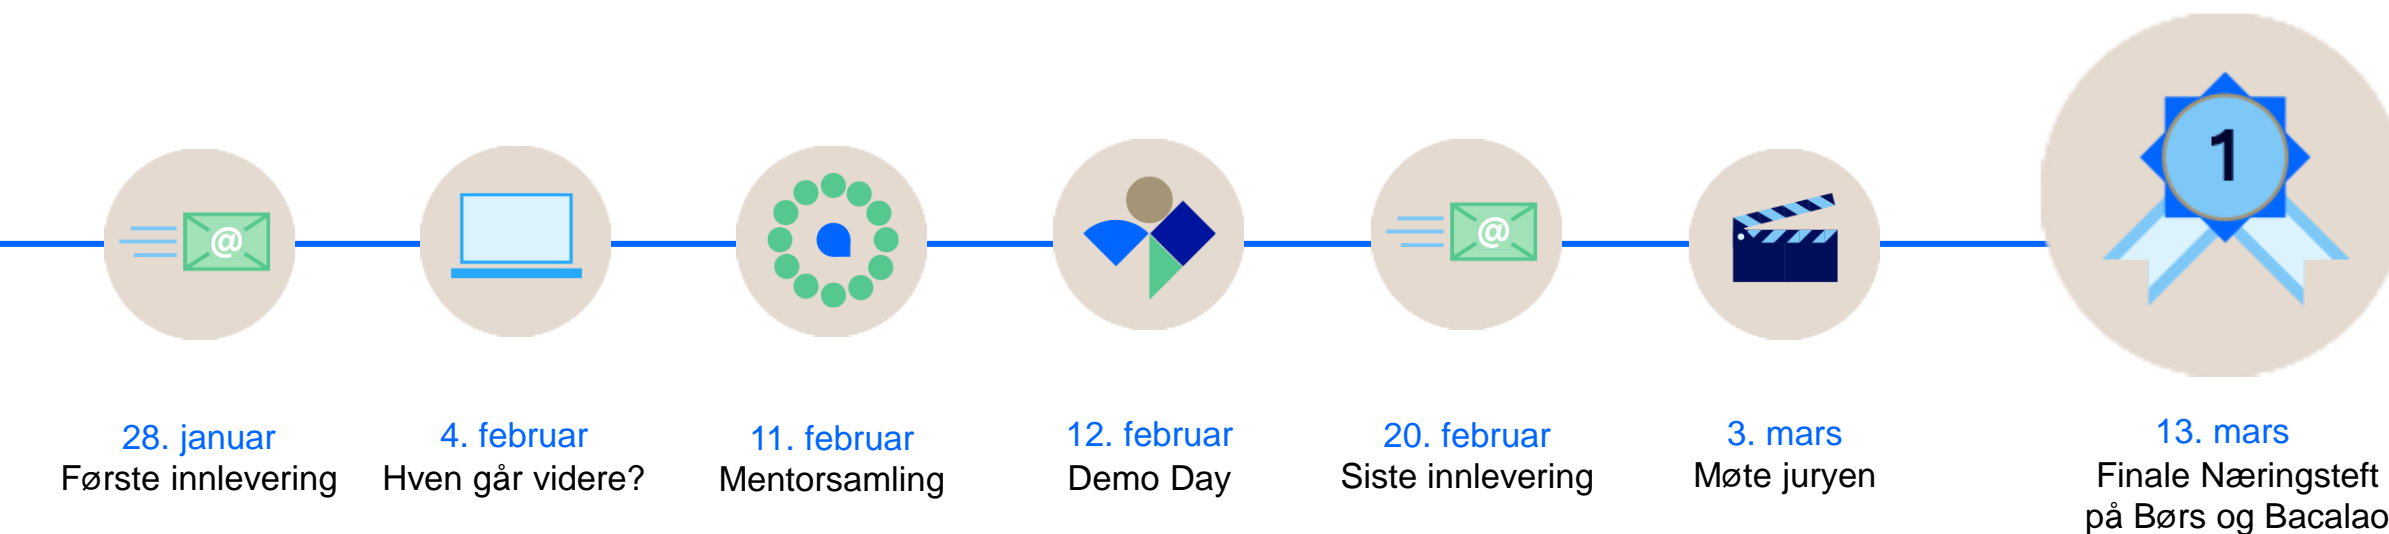 @
@
1
28. januar
Første innlevering
4. februar
Hven går videre?
11. februar
Mentorsamling
12. februar
Demo Day
20. februar
Siste innlevering
3. mars
Møte juryen
13. mars
Finale Næringsteft
på Børs og Bacalao